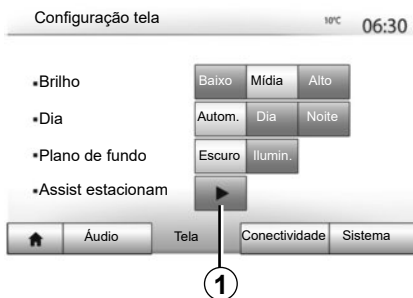 Configuração tela 10°C 06:30
▪Brilho Baixo Mídia Alto
▪Dia Autom. Dia Noite
▪Plano de fundo Escuro Ilumin.
▪Assist estacionam
Áudio Tela Conectividade Sistema
1